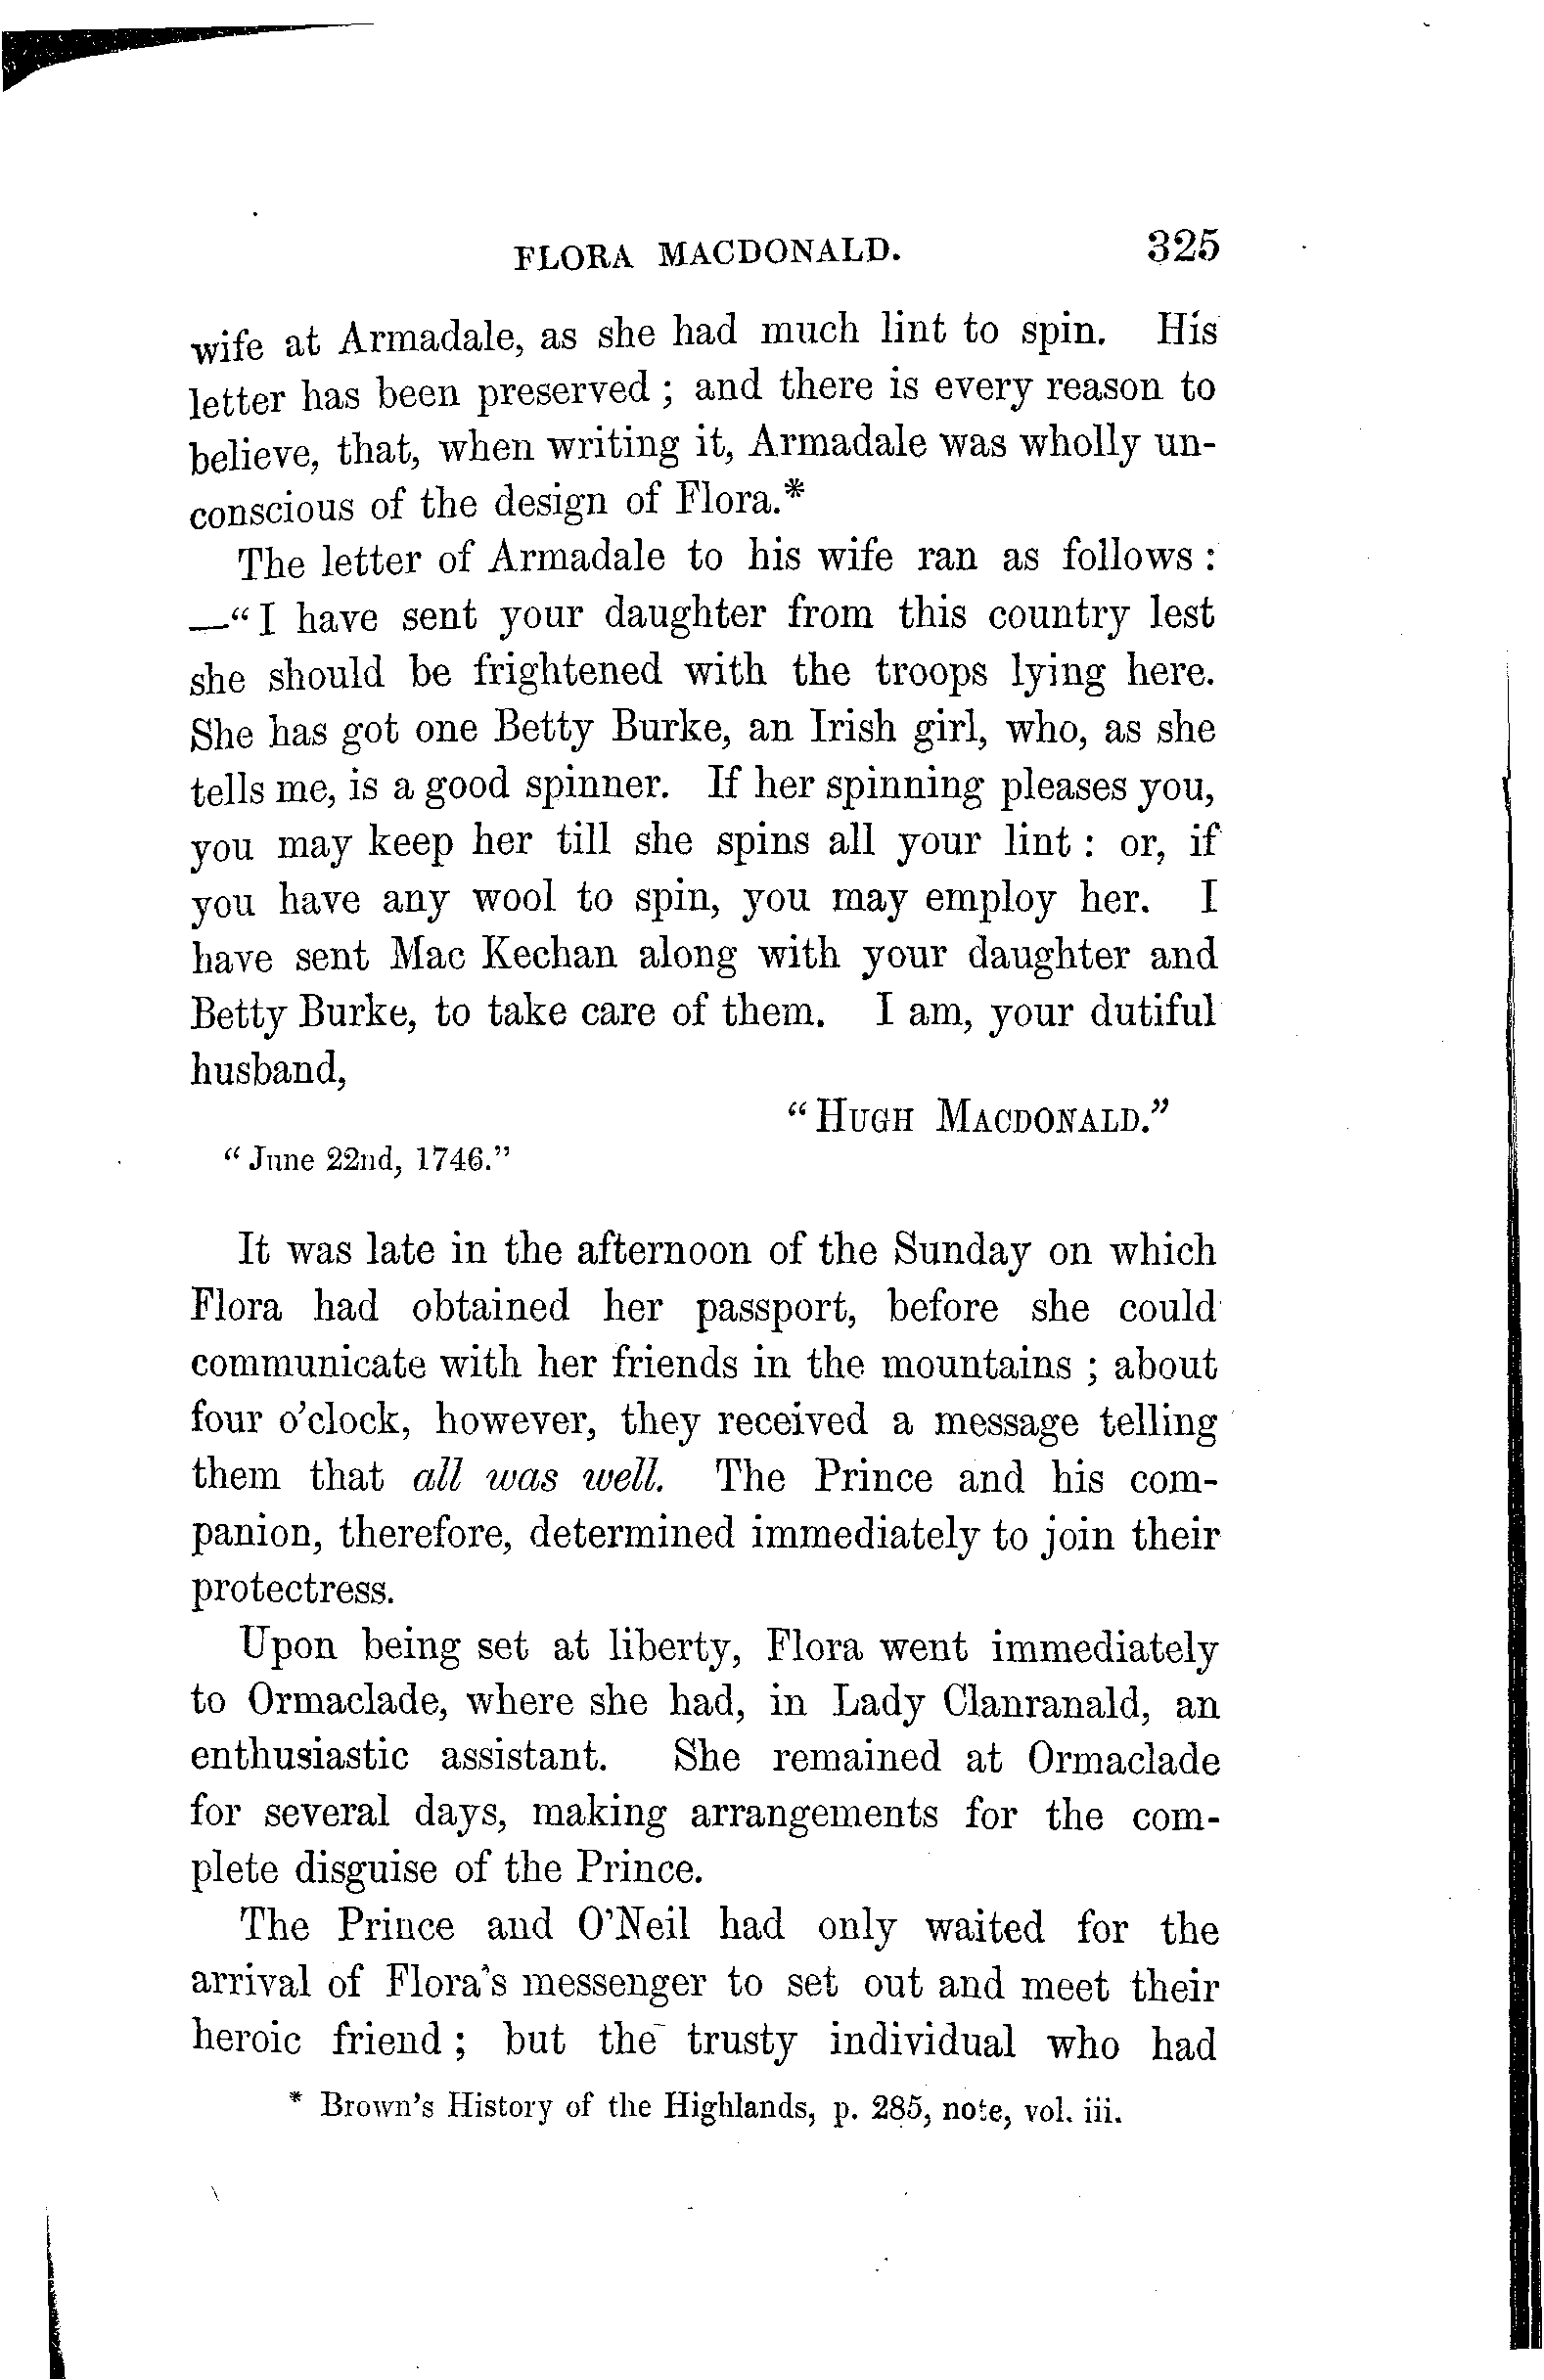 FLORA MACDONALD. 325
wife at Armadale, as she had much lint to spin. His
letter has been preserved ; and there is every reason to
believe, that, when writing it, Armadale was wholly un-
conscious of the design of Flora.*
The letter of Armadale to his wife ran as follows :
—“ I have sent your daughter from this country lest
she should be frightened with the troops lying here.
She has got one Betty Burke, an Irish girl, who, as she
tells me, is a good spinner. If her spinning pleases you,
you may keep her till she spins all your lint : or, if
you have any wool to spin, you may employ her. I
have sent Mac Kechan along with your daughter and
Betty Burke, to take care of them. I am, your dutiful
husband,
“ HUGH MACDONALD.”
“ June 22nd, 1746.”
It was late in the afternoon of the Sunday on which
Flora had obtained her passport, before she could
communicate with her friends in the mountains ; about
four o’clock, however, they received a message telling
them that all was well. The Prince and his com-
panion, therefore, determined immediately to join their
protectress.
Upon being set at liberty, Flora went immediately
to Ormaclade, where she had, in Lady Clanranald, an
enthusiastic assistant. She remained at Ormaclade
for several days, making arrangements for the com-
plete disguise of the Prince.
The Prince and O’Neil had only waited for the
arrival of Flora’s messenger to set out and meet their
heroic friend ; but the trusty individual who had
* Brown’s History of the Highlands, p. 285, note, vol. iii.